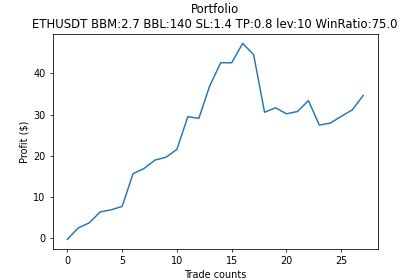 Portfolio
ETHUSDT BBM:2.7 BBL:140 SL:1.4 TP:0.8 lev:10 WinRatio:75.0
40
30
20
10
0
Profit ($)
0 5 10 15 20 25
Trade counts